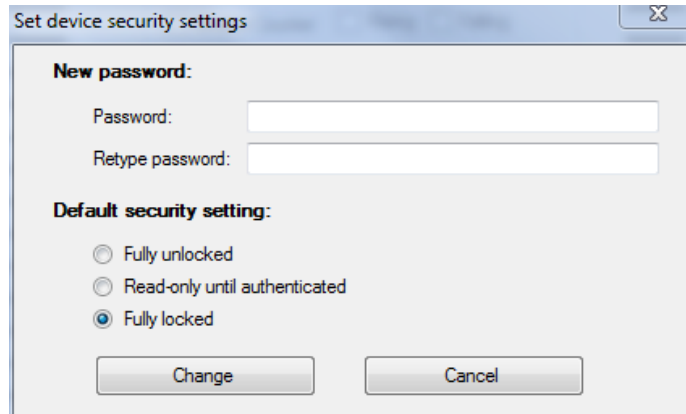 Set device security settings
New password:
Password:
Retype password:
Default security setting:
Fully unlocked
Read-only until authenticated
Fully locked
Change Cancel